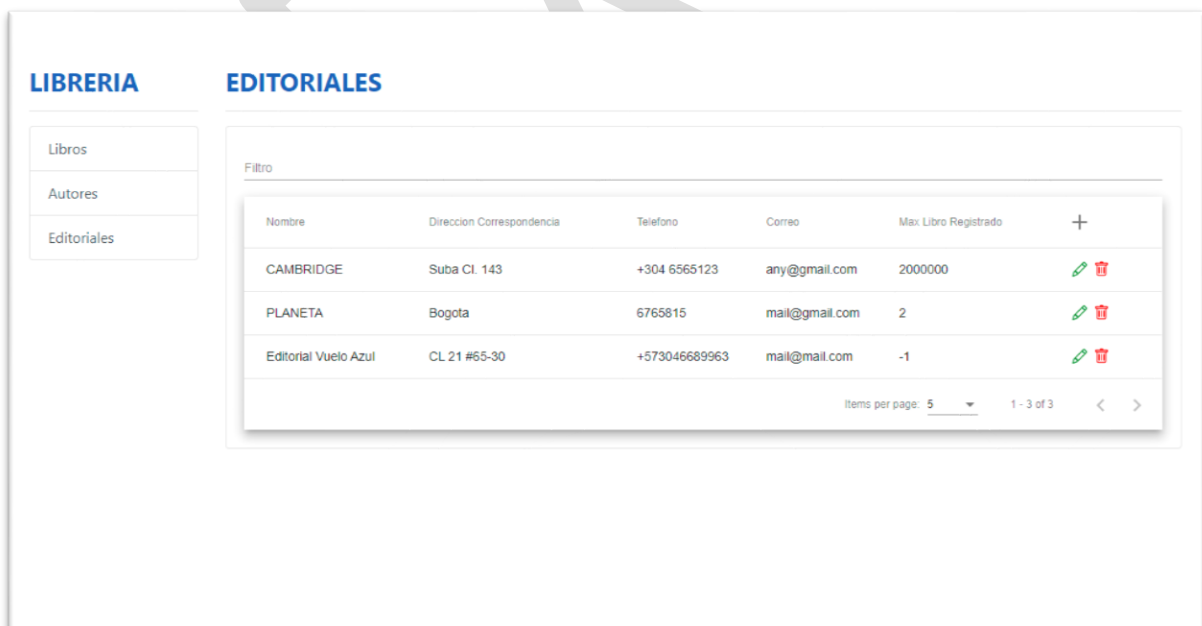 LIBRERIA
EDITORIALES
Libros
Autores
Editoriales
Filtro
Nombre Direccion Correspondencia Telefono Correo Max Libro Registrado
CAMBRIDGE Suba Cl. 143 +304 6565123 any@gmail.com 2000000
PLANETA Bogota 6765815 mail@gmail.com 2
Editorial Vuelo Azul CL 21 #65-30 +573046689963 mail@mail.com -1
Items per page: 5 1 - 3 of 3